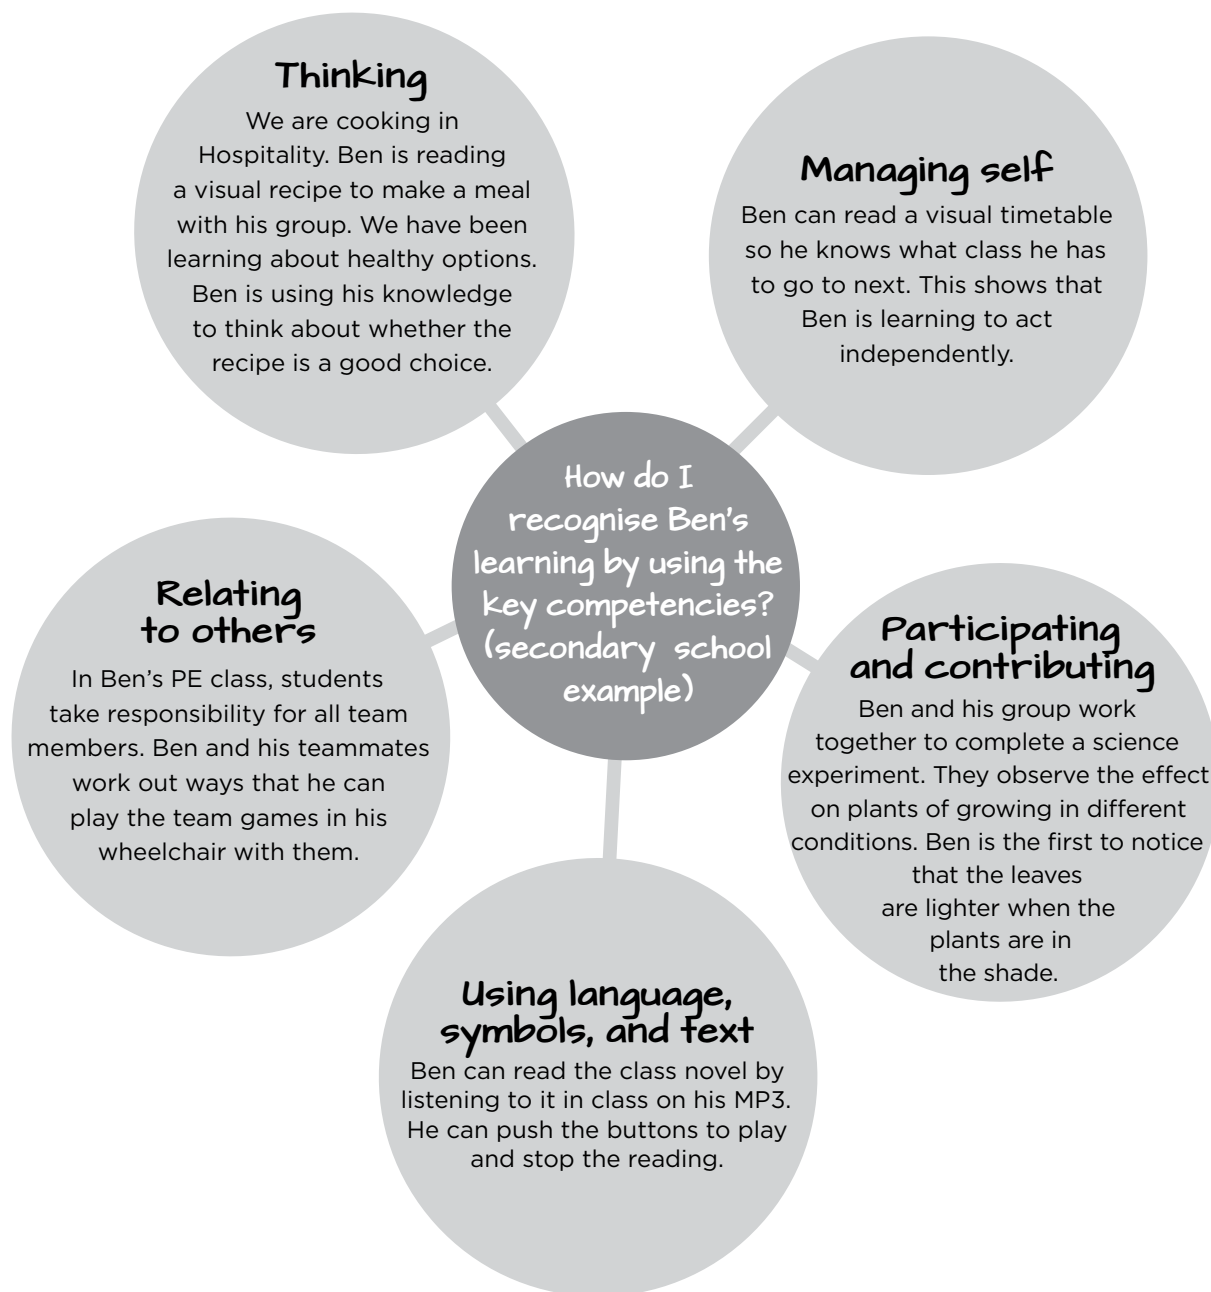 Thinking
We are cooking in
Hospitality. Ben is reading
a visual recipe to make a meal
with his group. We have been
learning about healthy options.
Ben is using his knowledge
to think about whether the
recipe is a good choice.
Managing self
Ben can read a visual timetable
so he knows what class he has
to go to next. This shows that
Ben is learning to act
independently.
How do I
recognise Ben's
learning by using the
key competencies?
(secondary school
example)
Relating
to others
In Ben's PE class, students
take responsibility for all team
members. Ben and his teammates
work out ways that he can
play the team games in his
wheelchair with them.
Participating
and contributing
Ben and his group work
together to complete a science
experiment. They observe the effect
on plants of growing in different
conditions. Ben is the first to notice
that the leaves
are lighter when the
plants are in
the shade.
Using language,
symbols, and text
Ben can read the class novel by
listening to it in class on his MP3.
He can push the buttons to play
and stop the reading.